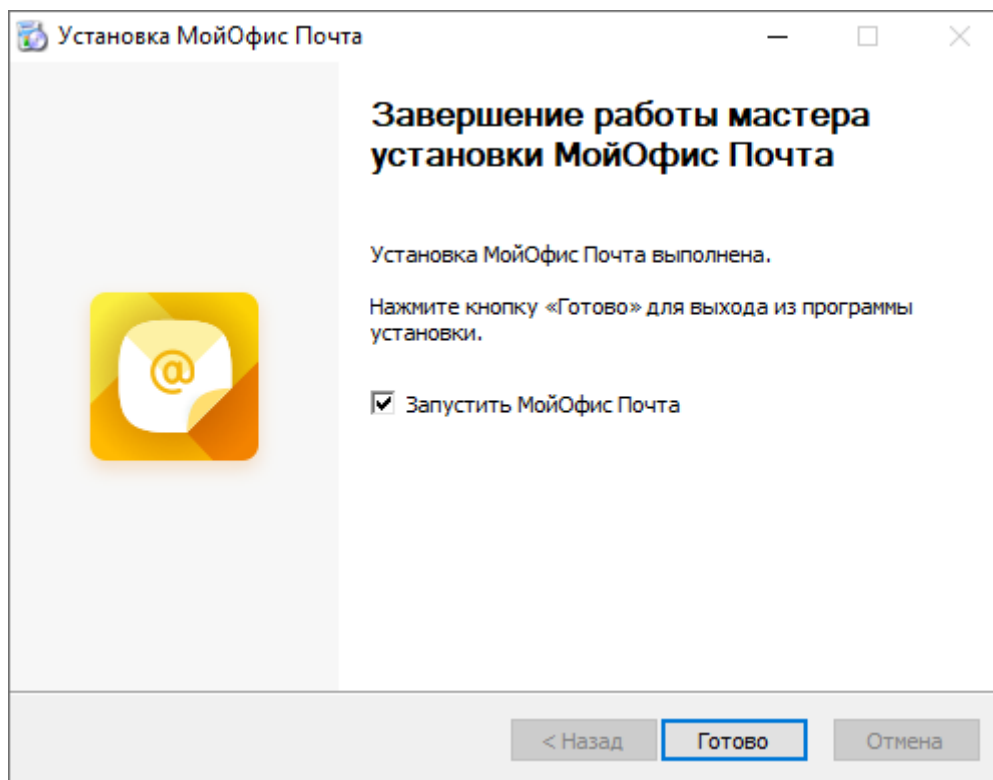 Установка МойОфис Почта
Завершение работы мастера
установки МойОфис Почта
Установка МойОфис Почта выполнена.
Нажмите кнопку «Готово» для выхода из программы
установки.
@
Запустить МойОфис Почта
< Назад
Готово
Отмена